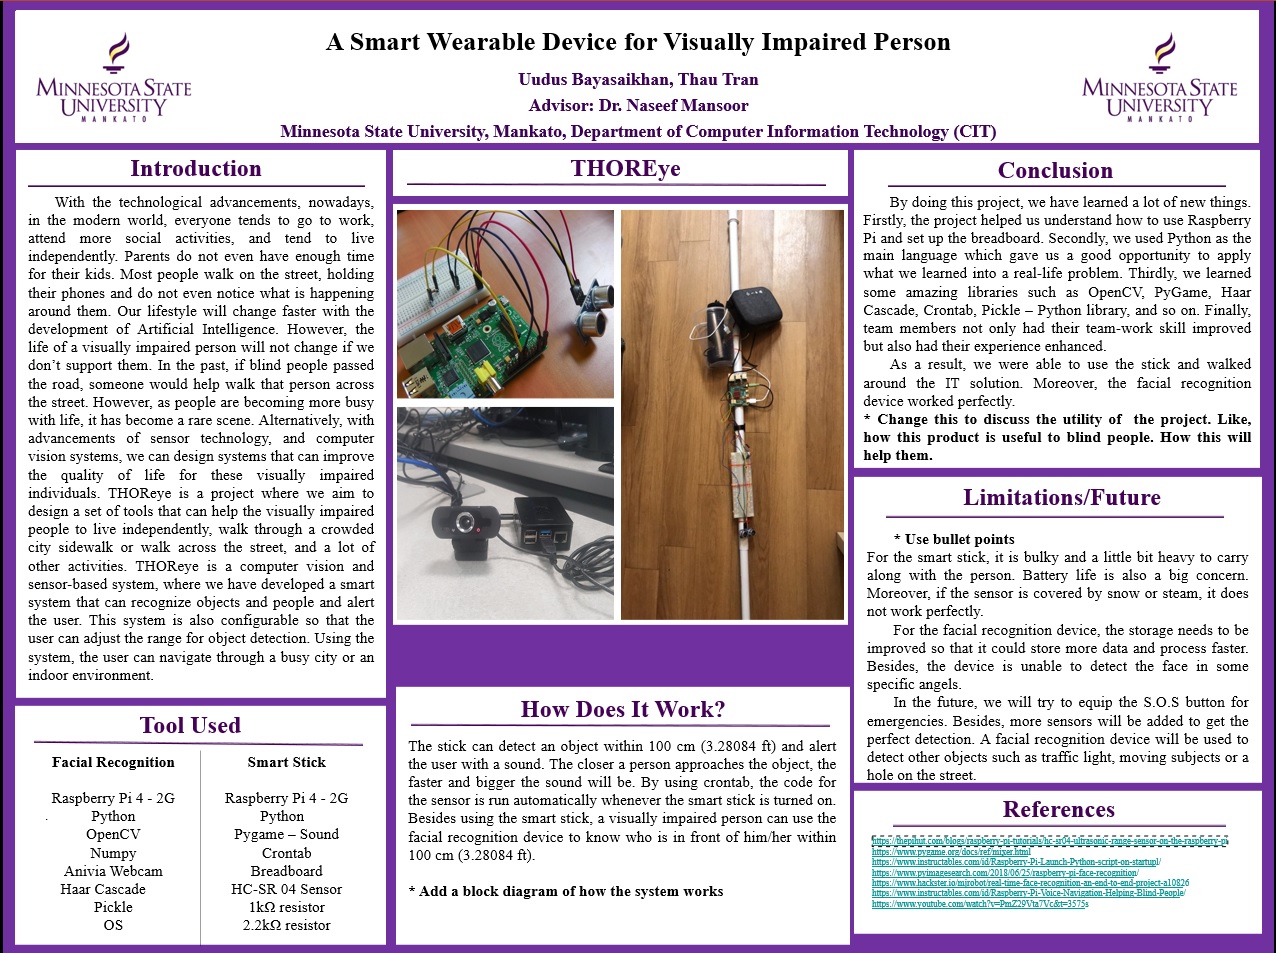 MINNESOTA STATE
UNIVERSITY
MANKATO
A Smart Wearable Device for Visually Impaired Person
Uudus Bayasaikhan, Thau Tran
Advisor: Dr. Naseef Mansoor
Minnesota State University, Mankato, Department of Computer Information Technology (CIT)
MINNESOTA STATE
UNIVERSITY
MANKATO
Introduction
With the technological advancements, nowadays,
in the modern world, everyone tends to go to work,
attend more social activities, and tend to live
independently. Parents do not even have enough time
for their kids. Most people walk on the street, holding
their phones and do not even notice what is happening
around them. Our lifestyle will change faster with the
development of Artificial Intelligence. However, the
life of a visually impaired person will not change if we
don't support them. In the past, if blind people passed
the road, someone would help walk that person across
the street. However, as people are becoming more busy
with life, it has become a rare scene. Alternatively, with
advancements of sensor technology, and computer
vision systems, we can design systems that can improve
the quality of life for these visually impaired
individuals. THOReye is a project where we aim to
design a set of tools that can help the visually impaired
people to live independently, walk through a crowded
city sidewalk or walk across the street, and a lot of
other activities. THOReye is a computer vision and
sensor-based system, where we have developed a smart
system that can recognize objects and people and alert
the user. This system is also configurable so that the
user can adjust the range for object detection. Using the
system, the user can navigate through a busy city or an
indoor environment.
Tool Used
Facial Recognition
Raspberry Pi 4 - 2G
Python
OpenCV
Numpy
Anivia Webcam
Haar Cascade
Pickle
OS
Smart Stick
Raspberry Pi 4 - 2G
Python
Pygame – Sound
Crontab
Breadboard
HC-SR 04 Sensor
1kΩ resistor
2.2kΩ resistor
THOREye
How Does It Work?
The stick can detect an object within 100 cm (3.28084 ft) and alert
the user with a sound. The closer a person approaches the object, the
faster and bigger the sound will be. By using crontab, the code for
the sensor is run automatically whenever the smart stick is turned on.
Besides using the smart stick, a visually impaired person can use the
facial recognition device to know who is in front of him/her within
100 cm (3.28084 ft).
* Add a block diagram of how the system works
Conclusion
By doing this project, we have learned a lot of new things.
Firstly, the project helped us understand how to use Raspberry
Pi and set up the breadboard. Secondly, we used Python as the
main language which gave us a good opportunity to apply
what we learned into a real-life problem. Thirdly, we learned
some amazing libraries such as OpenCV, PyGame, Haar
Cascade, Crontab, Pickle – Python library, and so on. Finally,
team members not only had their team-work skill improved
but also had their experience enhanced.
As a result, we were able to use the stick and walked
around the IT solution. Moreover, the facial recognition
device worked perfectly.
* Change this to discuss the utility of the project. Like,
how this product is useful to blind people. How this will
help them.
Limitations/Future
* Use bullet points
For the smart stick, it is bulky and a little bit heavy to carry
along with the person. Battery life is also a big concern.
Moreover, if the sensor is covered by snow or steam, it does
not work perfectly.
For the facial recognition device, the storage needs to be
improved so that it could store more data and process faster.
Besides, the device is unable to detect the face in some
specific angels.
In the future, we will try to equip the S.O.S button for
emergencies. Besides, more sensors will be added to get the
perfect detection. A facial recognition device will be used to
detect other objects such as traffic light, moving subjects or a
hole on the street.
References
https://thepihut.com/blogs/raspberry-pi-tutorials/hc-sr04-ultrasonic-range-sensor-on-the-raspberry-pi
https://www.pygame.org/docs/ref/mixer.html
https://www.instructables.com/id/Raspberry-Pi-Launch-Python-script-on-startup/
https://www.pyimagesearch.com/2018/06/25/raspberry-pi-face-recognition/
https://www.hackster.io/mjrobot/real-time-face-recognition-an-end-to-end-project-a10826
https://www.instructables.com/id/Raspberry-Pi-Voice-Navigation-Helping-Blind-People/
https://www.youtube.com/watch?v=PmZ29Vta7Vc&t=3575s